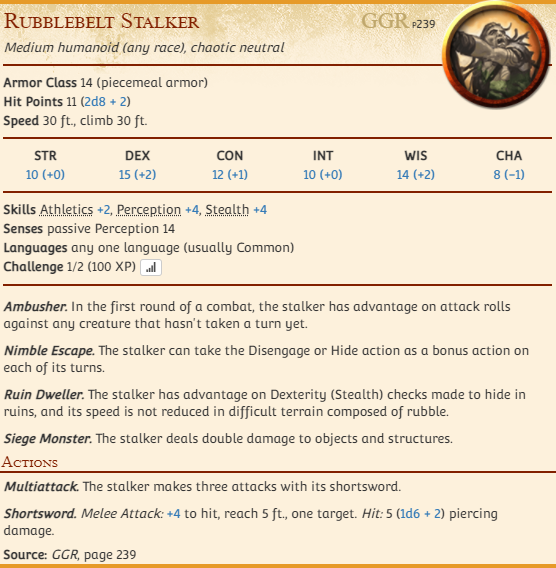 Rubblebelt Stalker GGR p239
Medium humanoid (any race), chaotic neutral
Armor Class 14 (piecemeal armor)
Hit Points 11 (2d8 + 2)
Speed 30 ft., climb 30 ft.
STR DEX CON INT WIS CHA
10 (+0) 15 (+2) 12 (+1) 10 (+0) 14 (+2) 8 (−1)
Skills Athletics +2, Perception +4, Stealth +4
Senses passive Perception 14
Languages any one language (usually Common)
Challenge 1/2 (100 XP)
Ambusher. In the first round of a combat, the stalker has advantage on attack rolls
against any creature that hasn't taken a turn yet.
Nimble Escape. The stalker can take the Disengage or Hide action as a bonus action on
each of its turns.
Ruin Dweller. The stalker has advantage on Dexterity (Stealth) checks made to hide in
ruins, and its speed is not reduced in difficult terrain composed of rubble.
Siege Monster. The stalker deals double damage to objects and structures.
Actions
Multiattack. The stalker makes three attacks with its shortsword.
Shortsword. Melee Attack: +4 to hit, reach 5 ft., one target. Hit: 5 (1d6 + 2) piercing
damage.
Source: GGR, page 239